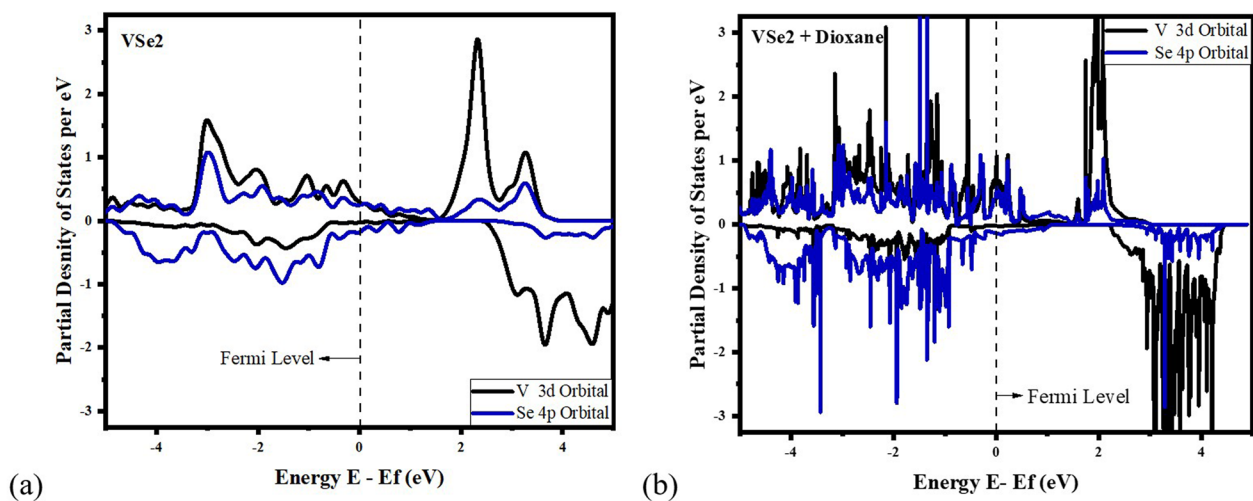 VSe2
Partial Desnity of States per eV
3
2
1
0
-1
-2
-3
Fermi Level
V 3d Orbital
Se 4p Orbital
-4
-2
0
2
4
Energy E - Ef (eV)
(a)
VSe2 + Dioxane
V 3d Orbital
Se 4p Orbital
Partial Density of States per eV
3
2
1
0
-1
-2
-3
Fermi Level
-4
-2
0
2
4
Energy E- Ef (eV)
(b)